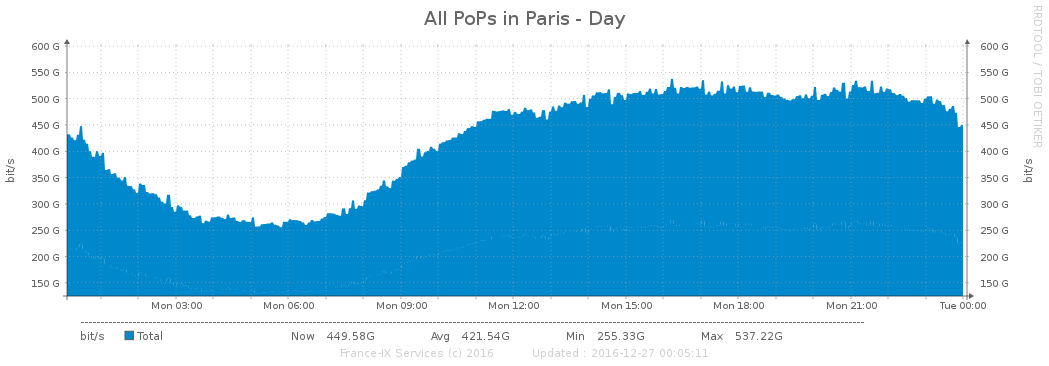 All PoPs in Paris - Day
RRDTOOL / TOBI OETIKER
600 G 600 G
550 G 550 G
500 G 500 G
450 G 450 G
400 G 400 G
350 G 350 G
300 G 300 G
250 G 250 G
200 G 200 G
150 G 150 G
bit/s bit/s
Mon 03:00 Mon 06:00 Mon 09:00 Mon 12:00 Mon 15:00 Mon 18:00 Mon 21:00 Tue 00:00
bit/s Total Now 449.58G Avg 421.54G Min 255.33G Max 537.22G
France-IX Services (c) 2016 Updated : 2016-12-27 00:05:11